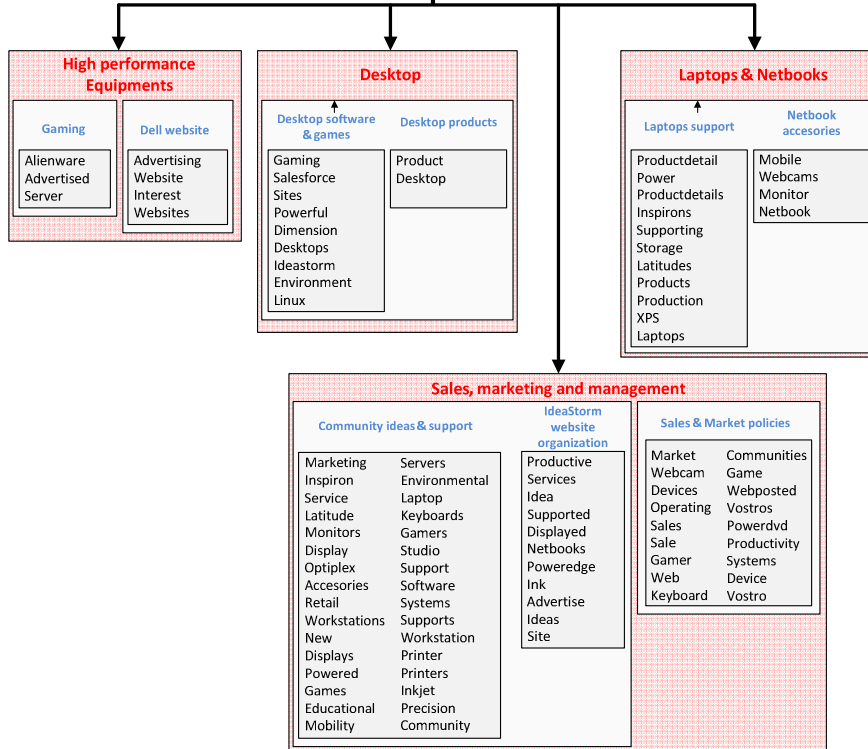 High performance
Equipments
Gaming
Alienware
Advertised
Server
Dell website
Advertising
Website
Interest
Websites
Desktop
Desktop software
& games
Gaming
Salesforce
Sites
Powerful
Dimension
Desktops
Ideastorm
Environment
Linux
Desktop products
Product
Desktop
Laptops & Netbooks
Laptops support
Productdetail
Power
Productdetails
Inspirons
Supporting
Storage
Latitudes
Products
Production
XPS
Laptops
Netbook
accesories
Mobile
Webcams
Monitor
Netbook
Sales, marketing and management
Community ideas & support
Marketing
Inspiron
Service
Latitude
Monitors
Display
Optiplex
Accesories
Retail
Workstations
New
Displays
Powered
Games
Educational
Mobility
Servers
Environmental
Laptop
Keyboards
Gamers
Studio
Support
Software
Systems
Supports
Workstation
Printer
Printers
Inkjet
Precision
Community
IdeaStorm
website
organization
Productive
Services
Idea
Supported
Displayed
Netbooks
Poweredge
Ink
Advertise
Ideas
Site
Sales & Market policies
Market
Webcam
Devices
Operating
Sales
Sale
Gamer
Web
Keyboard
Communities
Game
Webposted
Vostros
Powerdvd
Productivity
Systems
Device
Vostro